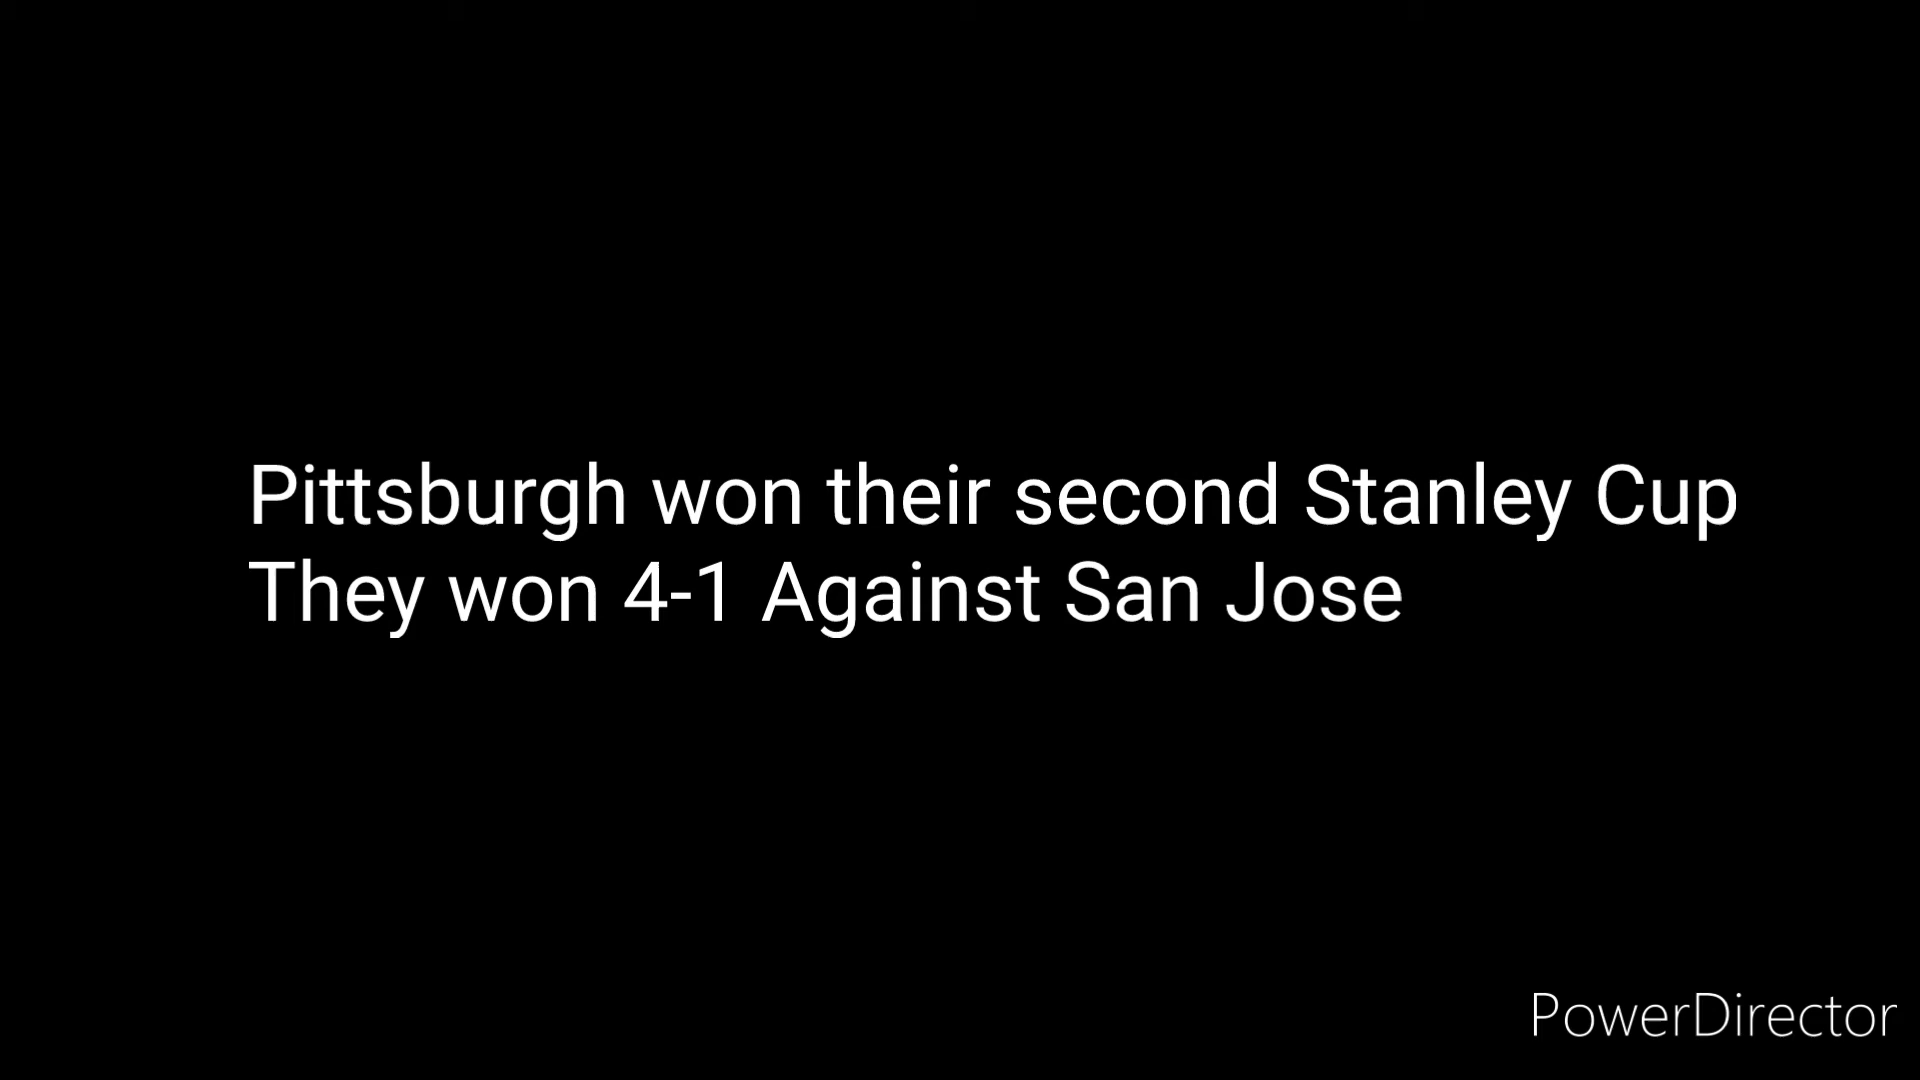 Pittsburgh won their second Stanley Cup
They won 4-1 Against San Jose
PowerDirector